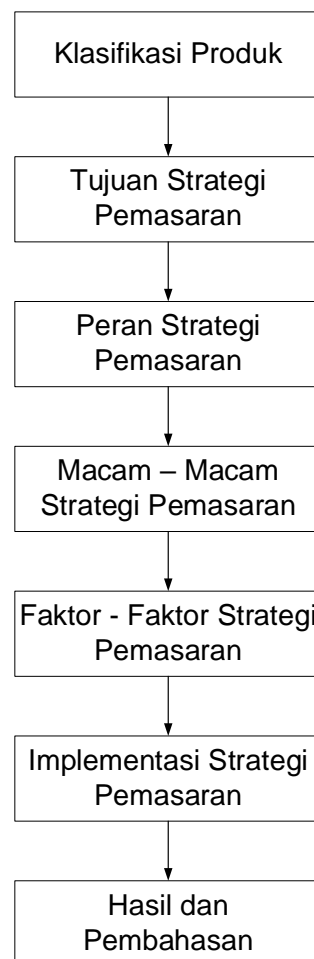 Klasifikasi Produk
Tujuan Strategi
Pemasaran
Peran Strategi
Pemasaran
Macam – Macam
Strategi Pemasaran
Faktor - Faktor Strategi
Pemasaran
Implementasi Strategi
Pemasaran
Hasil dan
Pembahasan